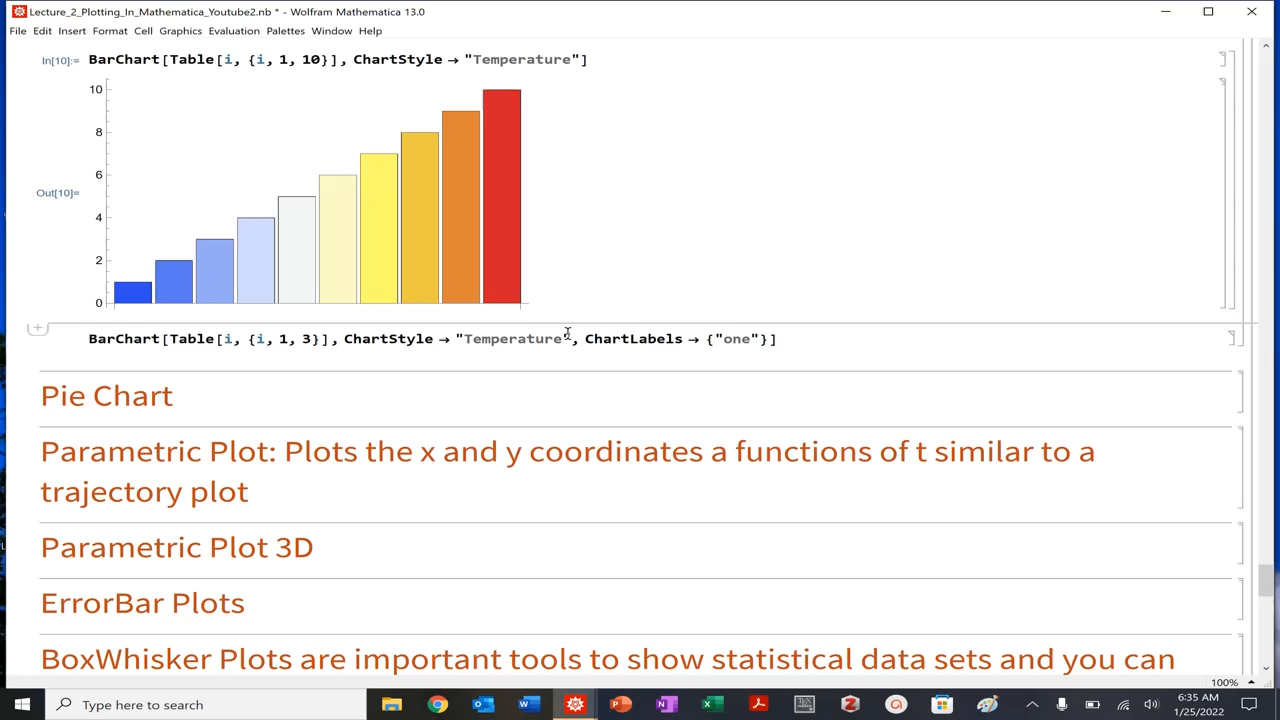 Lecture_2_Plotting_In_Mathematica_Youtube2.nb * - Wolfram Mathematica 13.0
File Edit Insert Format Cell Graphics Evaluation Palettes Window Help
In[10]:= BarChart[Table[i, {i, 1, 10}], ChartStyle → "Temperature"]
10
8
6
Out[10]=
4
2
0
BarChart[Table[i, {i, 1, 3}], ChartStyle → "Temperature", ChartLabels → {"one"}]
Pie Chart
Parametric Plot: Plots the x and y coordinates a functions of t similar to a
trajectory plot
Parametric Plot 3D
ErrorBar Plots
BoxWhisker Plots are important tools to show statistical data sets and you can
100%
Type here to search
6:35 AM
1/25/2022